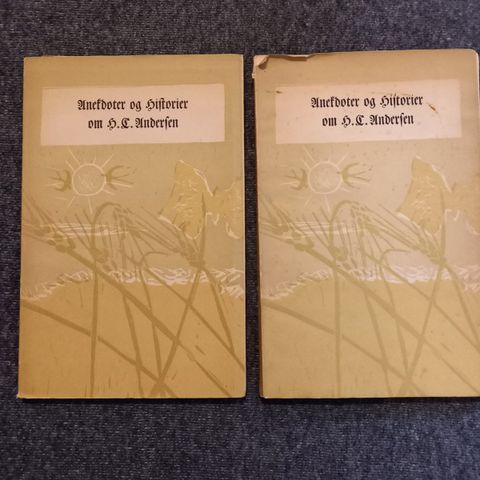 Anekdoter og Historier
om H.C. Andersen
Anekdoter og Historier
om H.C. Andersen